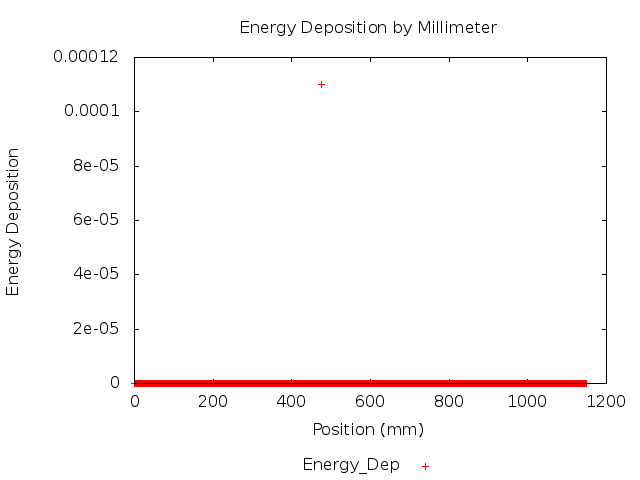 Energy Deposition by Millimeter
0.00012
0.0001
8e-05
6e-05
4e-05
2e-05
0
Energy Deposition
0 200 400 600 800 1000 1200
Position (mm)
Energy_Dep